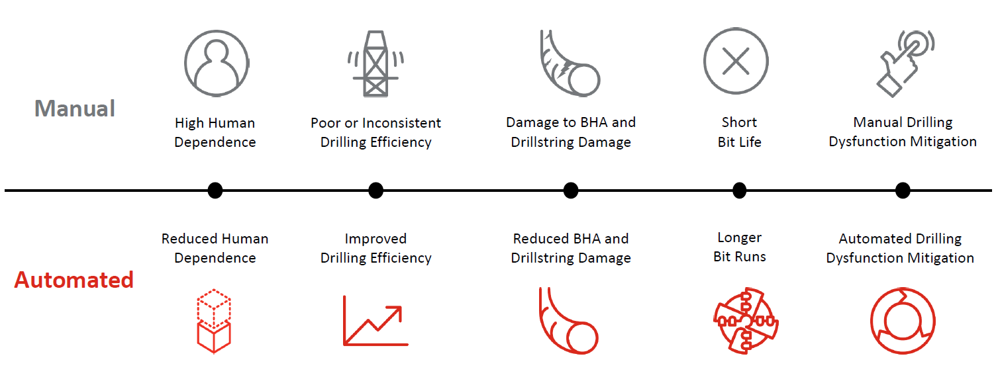 Manual
High Human
Dependence
Poor or Inconsistent
Drilling Efficiency
Damage to BHA and
Drillstring Damage
Short
Bit Life
Manual Drilling
Dysfunction Mitigation
Automated
Reduced Human
Dependence
Improved
Drilling Efficiency
Reduced BHA and
Drillstring Damage
Longer
Bit Runs
Automated Drilling
Dysfunction Mitigation